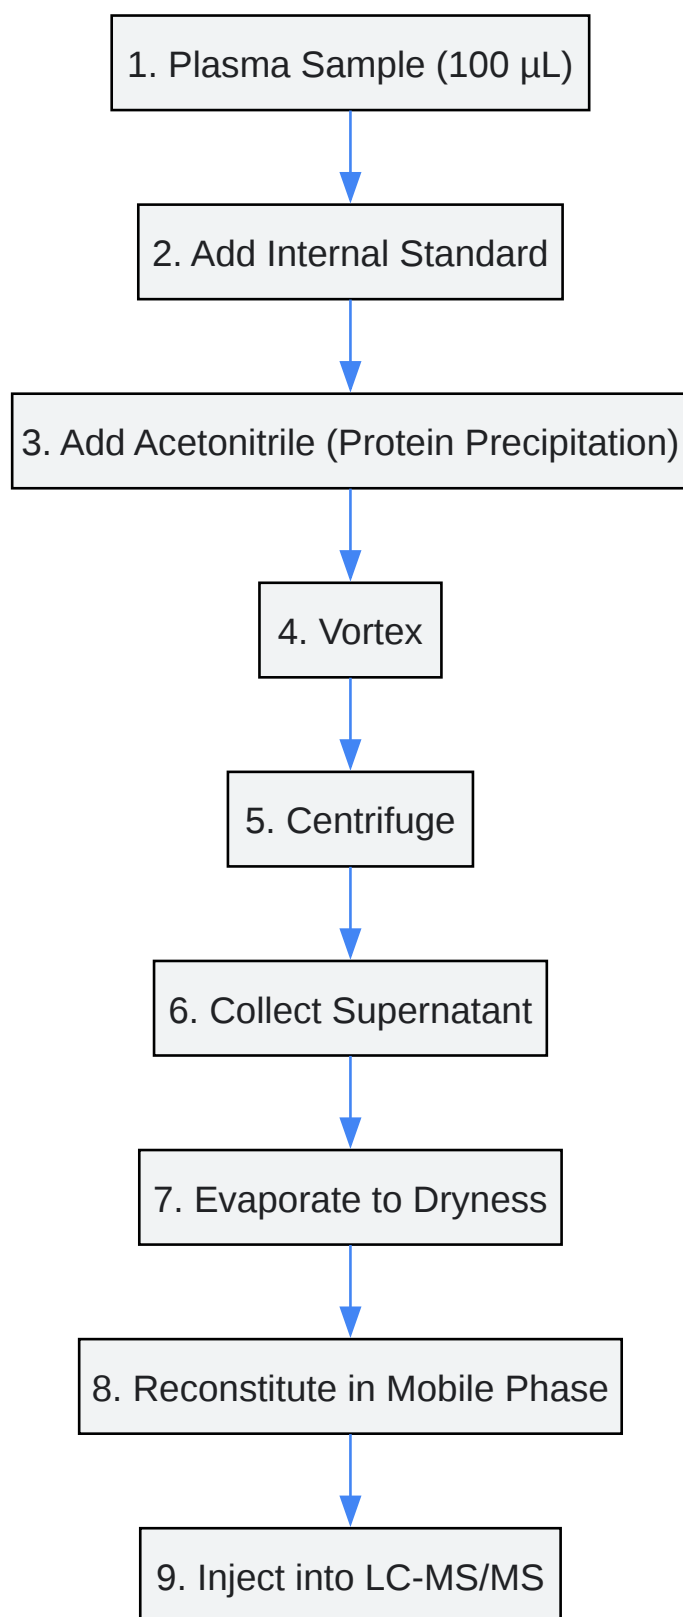 1. Plasma Sample (100 µL)
2. Add Internal Standard
3. Add Acetonitrile (Protein Precipitation)
4. Vortex
5. Centrifuge
6. Collect Supernatant
7. Evaporate to Dryness
8. Reconstitute in Mobile Phase
9. Inject into LC-MS/MS